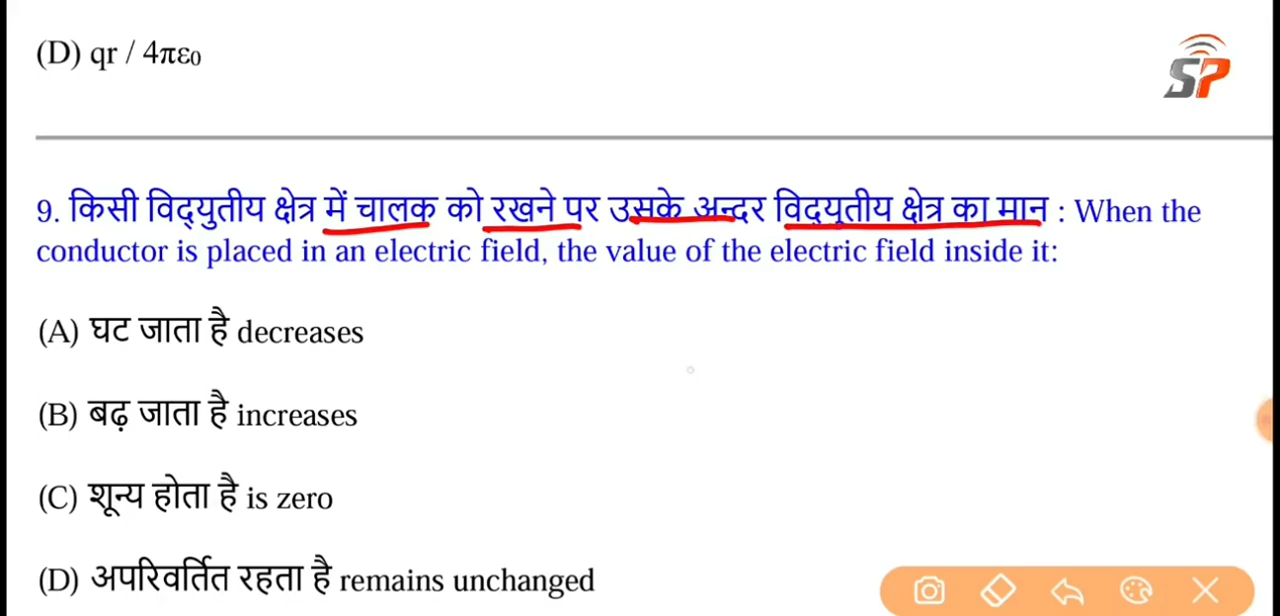 (D) qr / 4πε₀
SP
9. किसी विद्युतीय क्षेत्र में चालक को रखने पर उसके अन्दर विद्युतीय क्षेत्र का मान : When the
conductor is placed in an electric field, the value of the electric field inside it:
(A) घट जाता है decreases
(B) बढ़ जाता है increases
(C) शून्य होता है is zero
(D) अपरिवर्तित रहता है remains unchanged